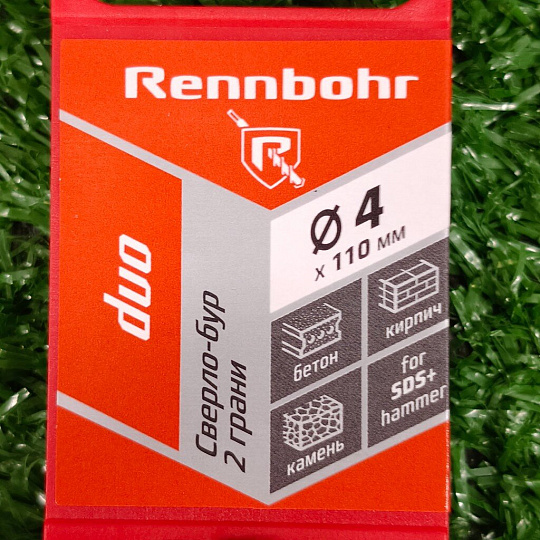 Rennbohr
R
Ø 4
x 110 мм
duo
Сверло-бур
2 грани
бетон
кирпич
камень
for
SDS+
hammer